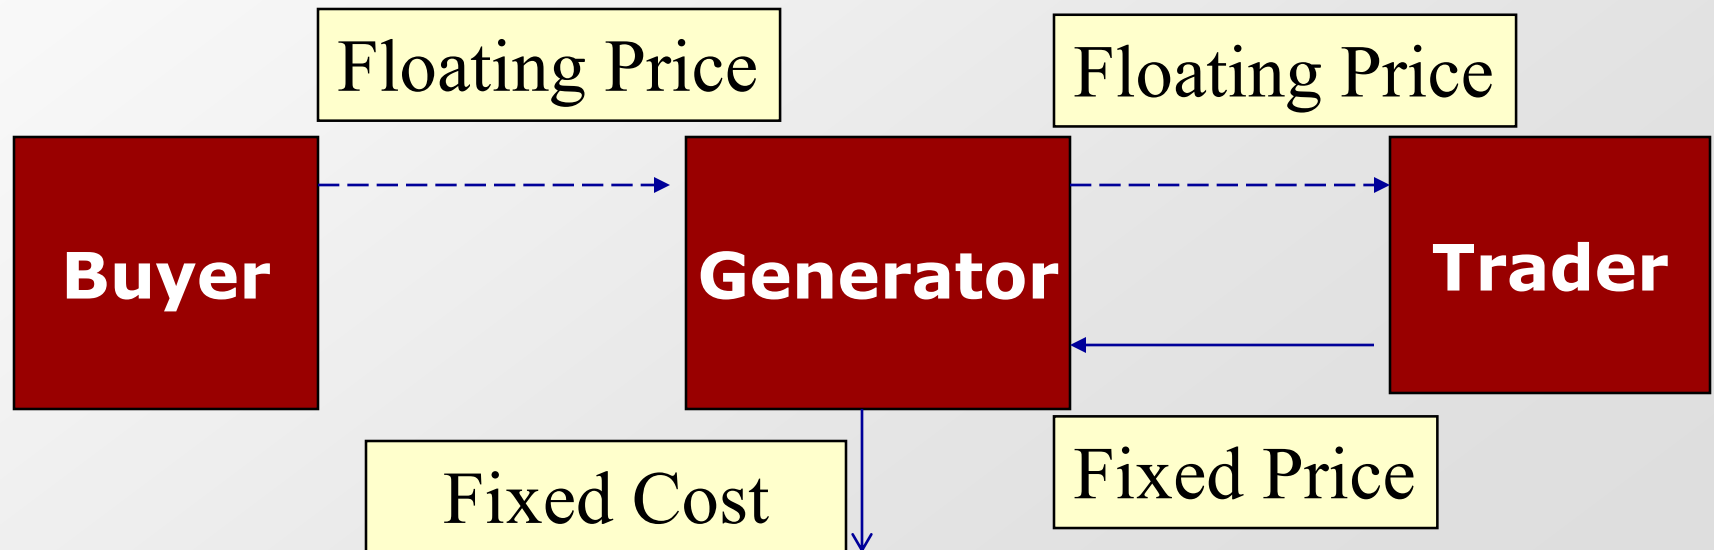 Floating Price
Floating Price
Buyer
Generator
Trader
Fixed Price
Fixed Cost